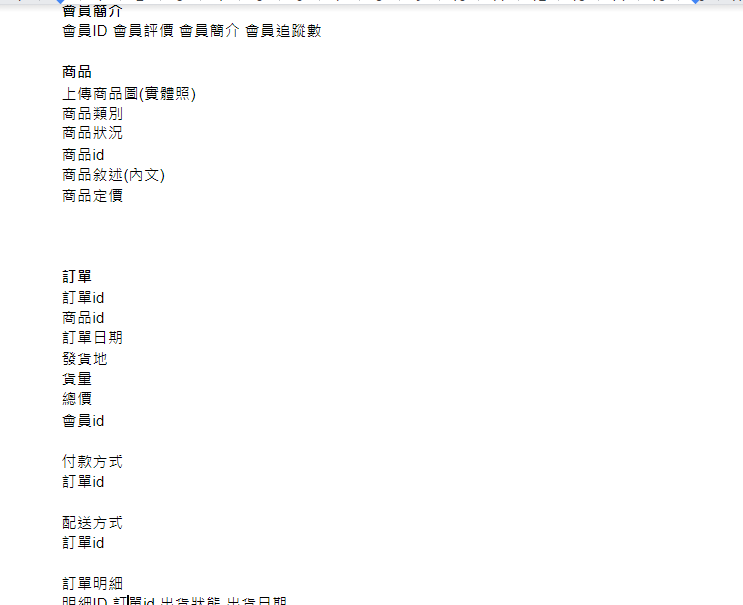 會員簡介
會員ID 會員評價 會員簡介 會員追蹤數
商品
上傳商品圖(實體照)
商品類別
商品狀況
商品id
商品敘述(內文)
商品定價
訂單
訂單id
商品id
訂單日期
發貨地
貨量
總價
會員id
付款方式
訂單id
配送方式
訂單id
訂單明細
明細ID 訂單id 出貨狀態 出貨日期